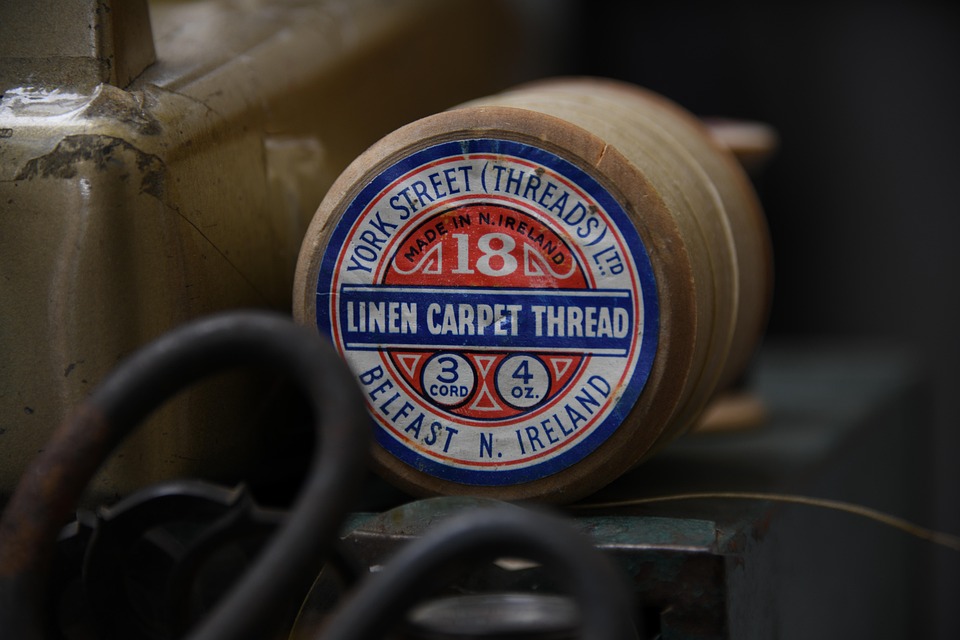 YORK STREET (THREADS) LTD
MADE IN N. IRELAND
18
LINEN CARPET THREAD
3 CORD
4 OZ.
BELFAST N. IRELAND